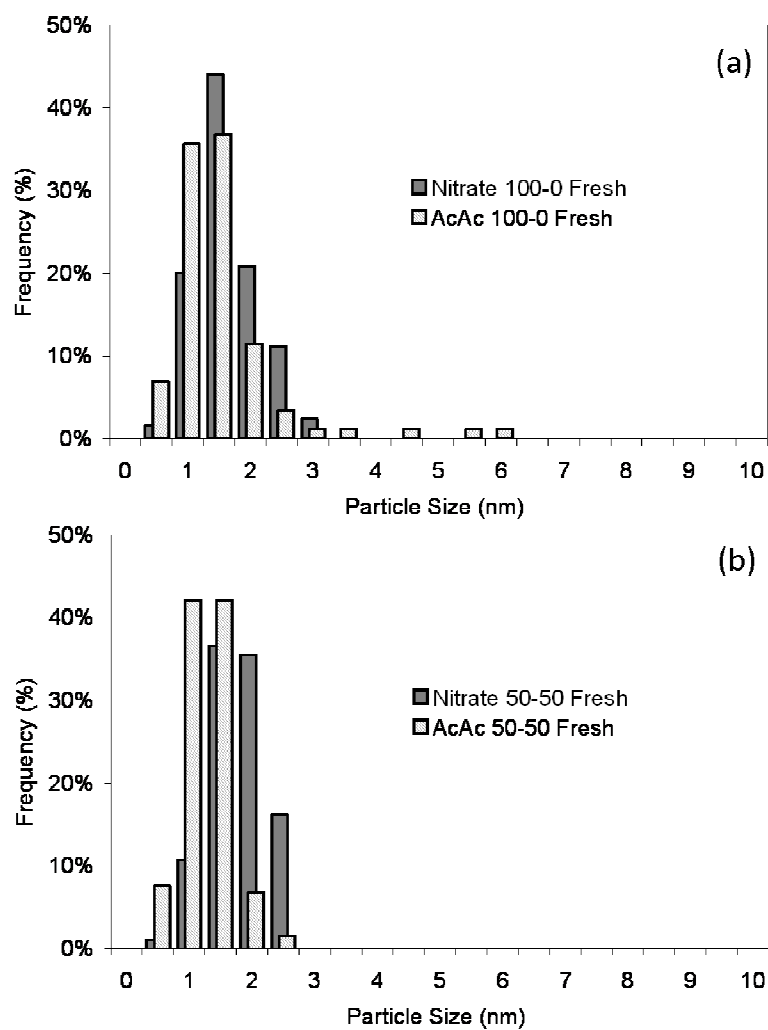 50%
(a)
40%
Nitrate 100-0 Fresh
30%
AcAc 100-0 Fresh
Frequency (%)
20%
10%
0%
0 1 2 3 4 5 6 7 8 9 10
Particle Size (nm)
50%
(b)
40%
Nitrate 50-50 Fresh
30%
AcAc 50-50 Fresh
Frequency (%)
20%
10%
0%
0 1 2 3 4 5 6 7 8 9 10
Particle Size (nm)